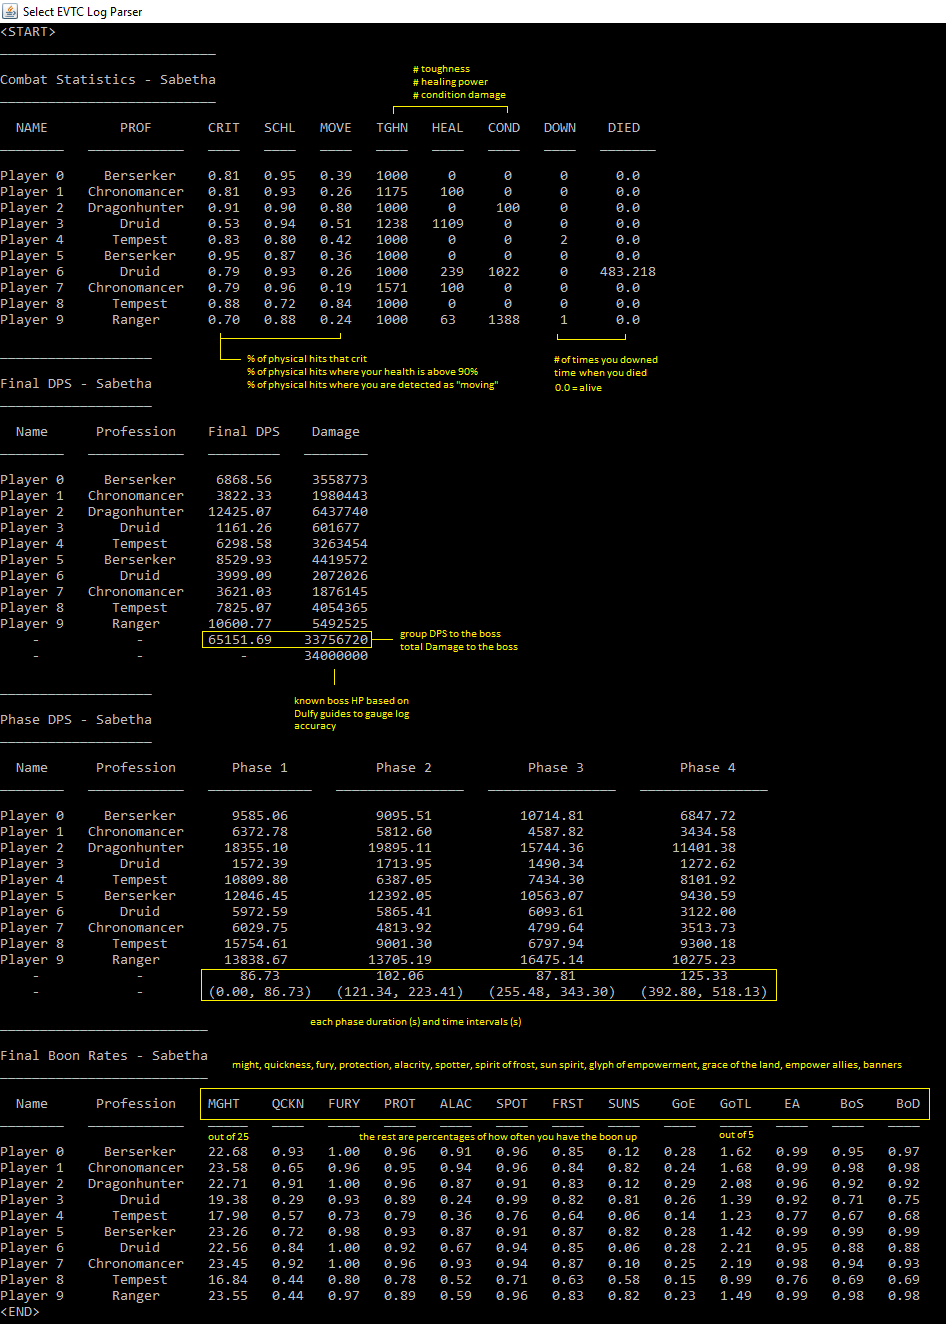 Select EVTC Log Parser
<START>
Combat Statistics - Sabetha
# toughness
# healing power
# condition damage
NAME PROF CRIT SCHL MOVE TGHN HEAL COND DOWN DIED
Player 0 Berserker 0.81 0.95 0.39 1000 0 0 0 0.0
Player 1 Chronomancer 0.81 0.93 0.26 1175 100 0 0 0.0
Player 2 Dragonhunter 0.91 0.90 0.80 1000 0 100 0 0.0
Player 3 Druid 0.53 0.94 0.51 1238 1109 0 0 0.0
Player 4 Tempest 0.83 0.80 0.42 1000 0 0 2 0.0
Player 5 Berserker 0.95 0.87 0.36 1000 0 0 0 0.0
Player 6 Druid 0.79 0.93 0.26 1000 239 1022 0 483.218
Player 7 Chronomancer 0.79 0.96 0.19 1571 100 0 0 0.0
Player 8 Tempest 0.88 0.72 0.84 1000 0 0 0 0.0
Player 9 Ranger 0.70 0.88 0.24 1000 63 1388 1 0.0
% of physical hits that crit
% of physical hits where your health is above 90%
% of physical hits where you are detected as "moving"
# of times you downed
time when you died
0.0 = alive
Final DPS - Sabetha
Name Profession Final DPS Damage
Player 0 Berserker 6868.56 3558773
Player 1 Chronomancer 3822.33 1980443
Player 2 Dragonhunter 12425.07 6437740
Player 3 Druid 1161.26 601677
Player 4 Tempest 6298.58 3263454
Player 5 Berserker 8529.93 4419572
Player 6 Druid 3999.09 2072026
Player 7 Chronomancer 3621.03 1876145
Player 8 Tempest 7825.07 4054365
Player 9 Ranger 10600.77 5492525
- - 65151.69 33756720
- - - 34000000
group DPS to the boss
total Damage to the boss
known boss HP based on
Dulfy guides to gauge log
accuracy
Phase DPS - Sabetha
Name Profession Phase 1 Phase 2 Phase 3 Phase 4
Player 0 Berserker 9585.06 9095.51 10714.81 6847.72
Player 1 Chronomancer 6372.78 5812.60 4587.82 3434.58
Player 2 Dragonhunter 18355.10 19895.11 15744.36 11401.38
Player 3 Druid 1572.39 1713.95 1490.34 1272.62
Player 4 Tempest 10809.80 6387.05 7434.30 8101.92
Player 5 Berserker 12046.45 12392.05 10563.07 9430.59
Player 6 Druid 5972.59 5865.41 6093.61 3122.00
Player 7 Chronomancer 6029.75 4813.92 4799.64 3513.73
Player 8 Tempest 15754.61 9001.30 6797.94 9300.18
Player 9 Ranger 13838.67 13705.19 16475.14 10275.23
- - 86.73 102.06 87.81 125.33
- - (0.00, 86.73) (121.34, 223.41) (255.48, 343.30) (392.80, 518.13)
each phase duration (s) and time intervals (s)
Final Boon Rates - Sabetha
might, quickness, fury, protection, alacrity, spotter, spirit of frost, sun spirit, glyph of empowerment, grace of the land, empower allies, banners
Name Profession MGHT QCKN FURY PROT ALAC SPOT FRST SUNS GoE GoTL EA BoS BoD
out of 25 the rest are percentages of how often you have the boon up out of 5
Player 0 Berserker 22.68 0.93 1.00 0.96 0.91 0.96 0.85 0.12 0.28 1.62 0.99 0.95 0.97
Player 1 Chronomancer 23.58 0.65 0.96 0.95 0.94 0.94 0.84 0.82 0.24 1.68 0.99 0.98 0.98
Player 2 Dragonhunter 22.71 0.91 1.00 0.96 0.87 0.91 0.83 0.12 0.29 2.08 0.96 0.92 0.92
Player 3 Druid 19.38 0.29 0.93 0.89 0.24 0.99 0.82 0.81 0.26 1.39 0.92 0.71 0.75
Player 4 Tempest 17.90 0.57 0.73 0.79 0.36 0.76 0.64 0.06 0.14 1.23 0.77 0.67 0.68
Player 5 Berserker 23.26 0.72 0.98 0.93 0.87 0.91 0.87 0.82 0.28 1.42 0.99 0.99 0.99
Player 6 Druid 22.56 0.84 1.00 0.92 0.67 0.94 0.85 0.06 0.28 2.21 0.95 0.88 0.88
Player 7 Chronomancer 23.45 0.92 1.00 0.96 0.93 0.94 0.87 0.10 0.25 2.19 0.98 0.94 0.93
Player 8 Tempest 16.84 0.44 0.80 0.78 0.52 0.71 0.63 0.58 0.15 0.99 0.76 0.69 0.69
Player 9 Ranger 23.55 0.44 0.97 0.89 0.59 0.96 0.83 0.82 0.23 1.49 0.99 0.98 0.98
<END>